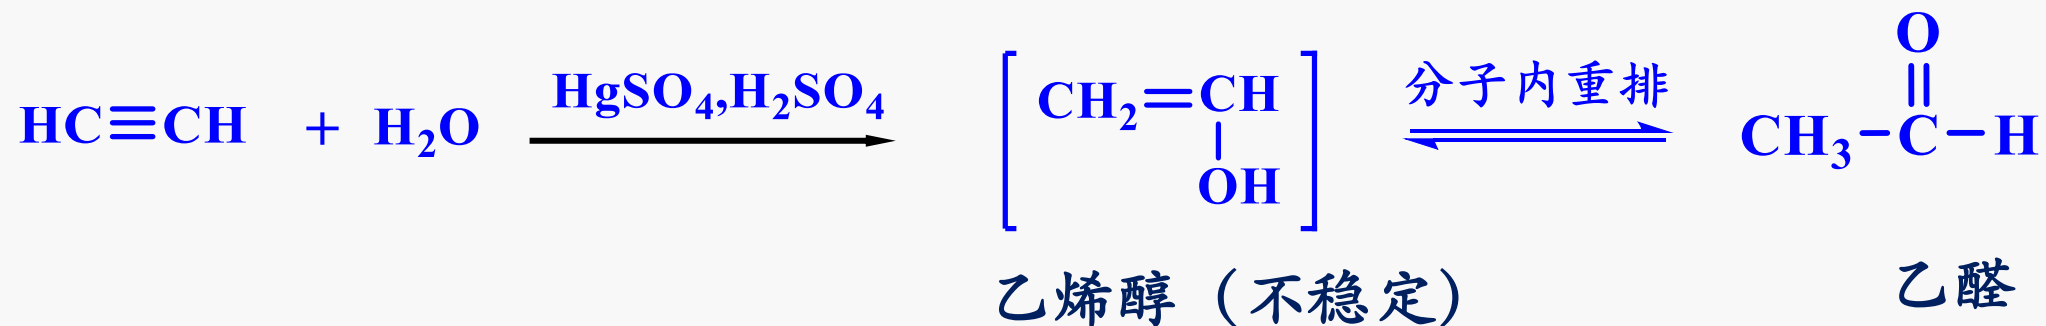 HC≡CH + H₂O HgSO₄,H₂SO₄ [CH₂=CH 分子内重排 CH₃-C-H
O
OH]
乙烯醇（不稳定） 乙醛